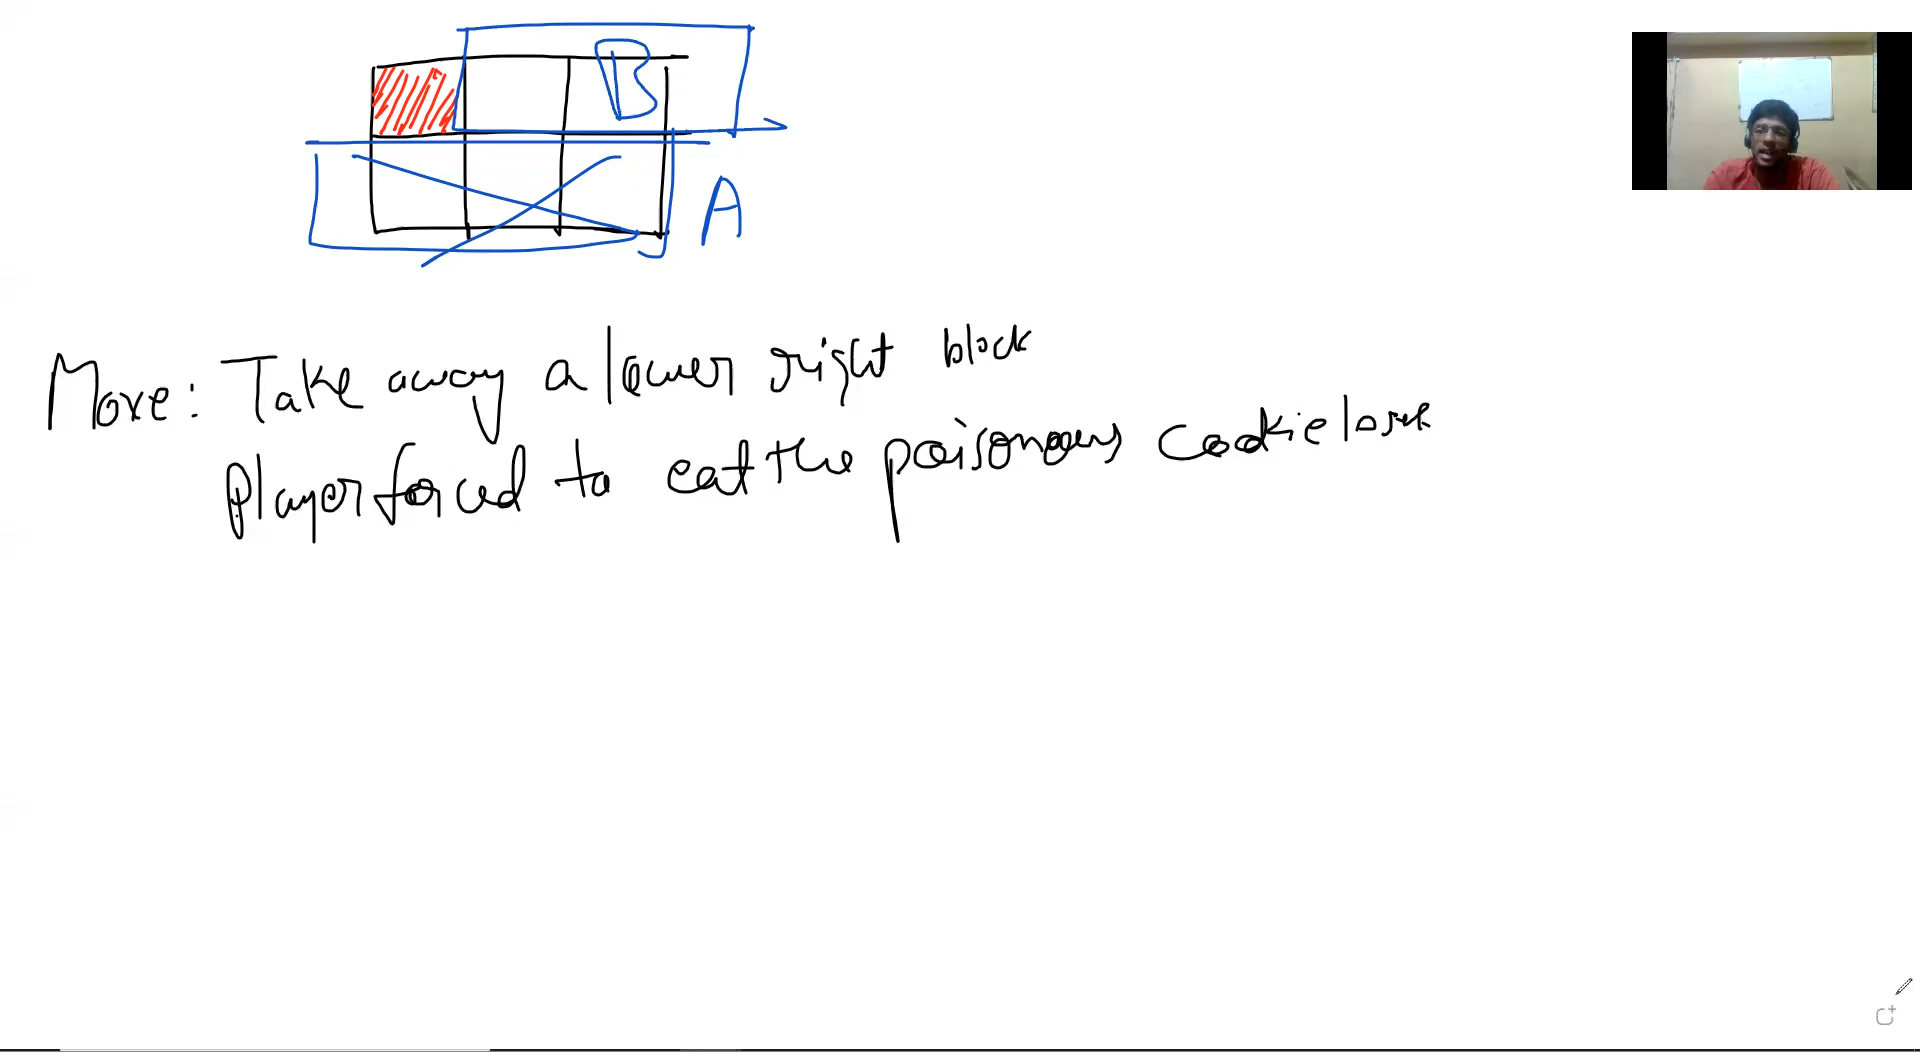 B
A
Move: Take away a lower right block
Player forced to eat the poisonous cookie loses